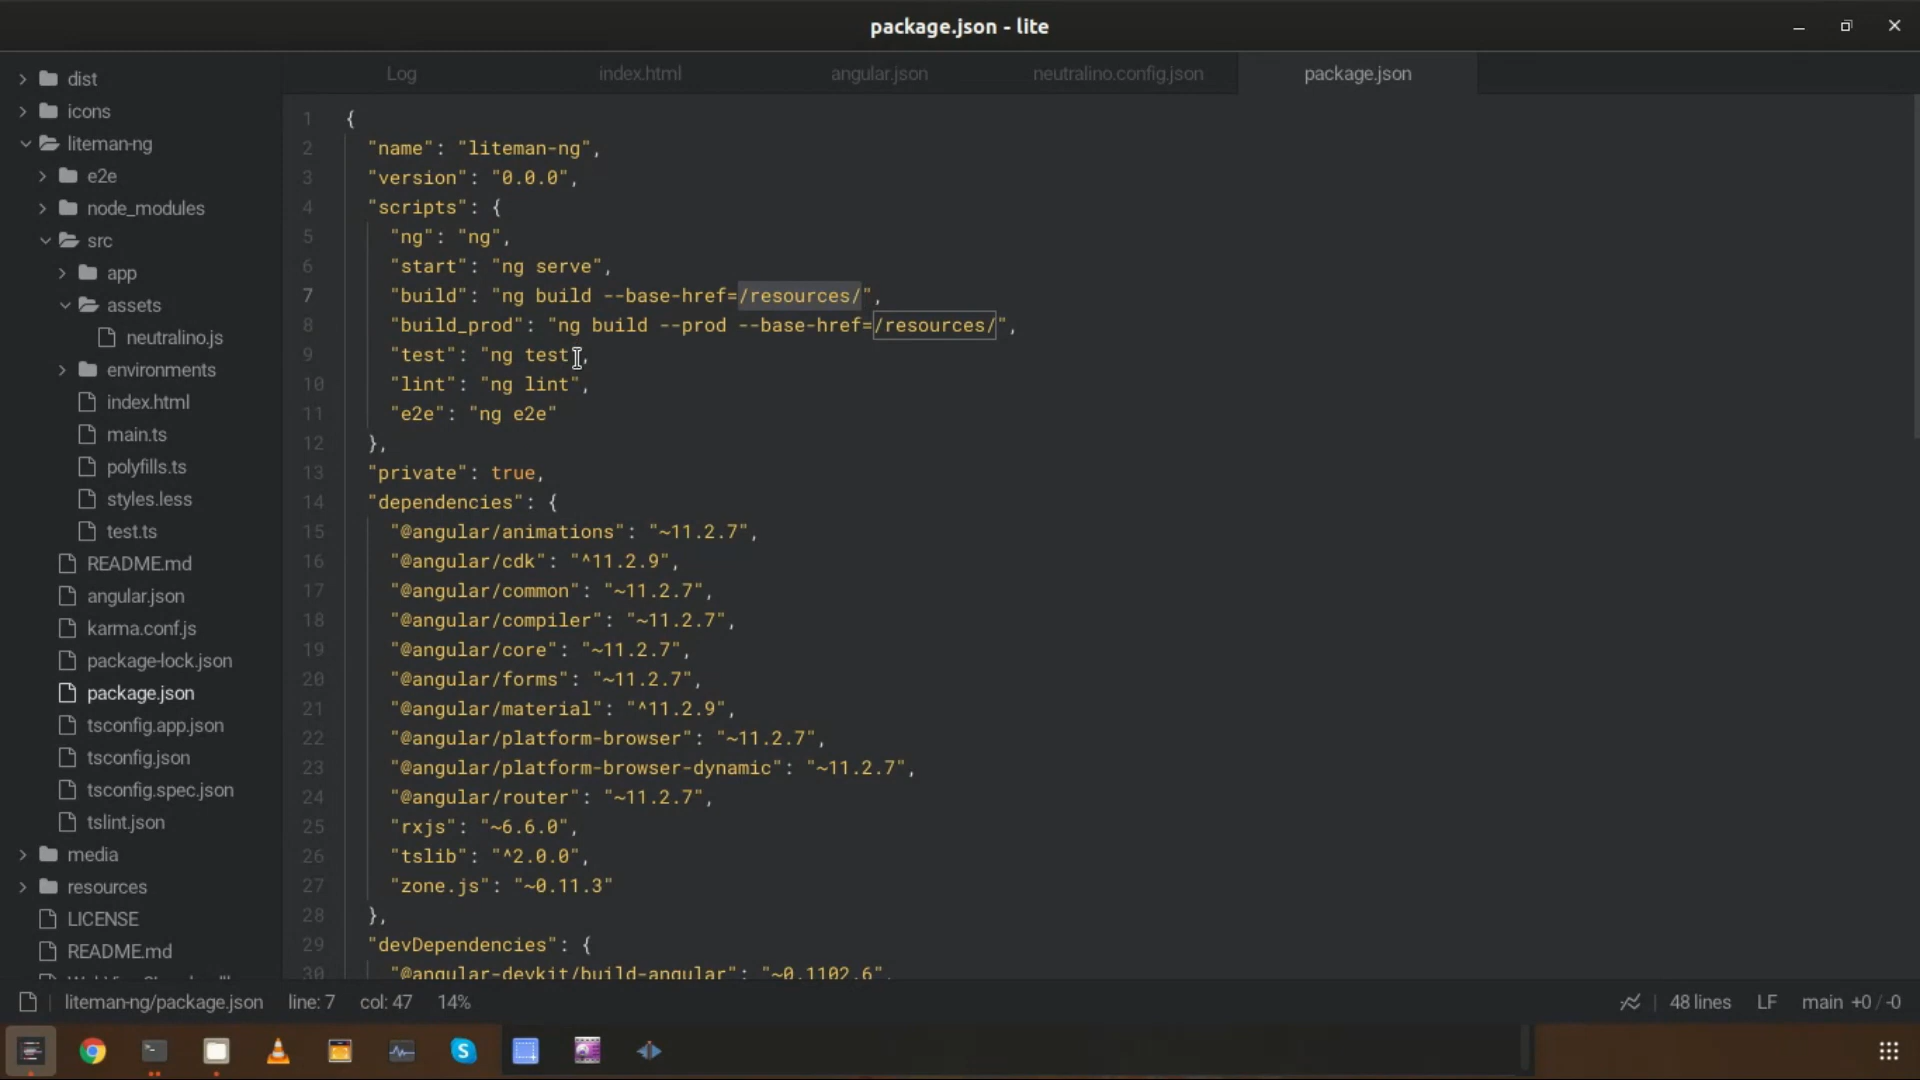 package.json - lite
dist
icons
liteman-ng
e2e
node_modules
src
app
assets
neutralino.js
environments
index.html
main.ts
polyfills.ts
styles.less
test.ts
README.md
angular.json
karma.conf.js
package-lock.json
package.json
tsconfig.app.json
tsconfig.json
tsconfig.spec.json
tslint.json
media
resources
LICENSE
README.md
Log
index.html
angular.json
neutralino.config.json
package.json
1 {
2 "name": "liteman-ng",
3 "version": "0.0.0",
4 "scripts": {
5 "ng": "ng",
6 "start": "ng serve",
7 "build": "ng build --base-href=/resources/",
8 "build_prod": "ng build --prod --base-href=/resources/",
9 "test": "ng test",
10 "lint": "ng lint",
11 "e2e": "ng e2e"
12 },
13 "private": true,
14 "dependencies": {
15 "@angular/animations": "~11.2.7",
16 "@angular/cdk": "^11.2.9",
17 "@angular/common": "~11.2.7",
18 "@angular/compiler": "~11.2.7",
19 "@angular/core": "~11.2.7",
20 "@angular/forms": "~11.2.7",
21 "@angular/material": "^11.2.9",
22 "@angular/platform-browser": "~11.2.7",
23 "@angular/platform-browser-dynamic": "~11.2.7",
24 "@angular/router": "~11.2.7",
25 "rxjs": "~6.6.0",
26 "tslib": "^2.0.0",
27 "zone.js": "~0.11.3"
28 },
29 "devDependencies": {
30 "@angular-devkit/build-angular": "~0.1102.6",
liteman-ng/package.json line: 7 col: 47 14% 48 lines LF main +0 / -0